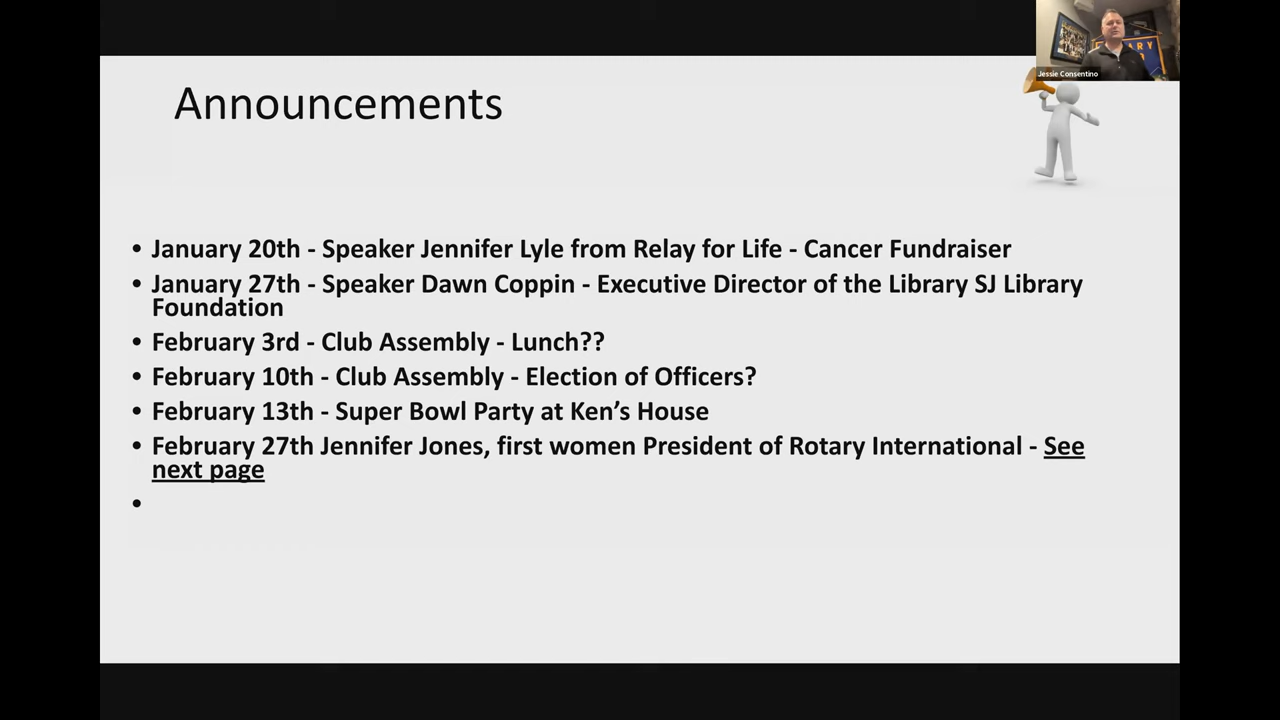 Jessie Consentino
Announcements
• January 20th - Speaker Jennifer Lyle from Relay for Life - Cancer Fundraiser
• January 27th - Speaker Dawn Coppin - Executive Director of the Library SJ Library
Foundation
• February 3rd - Club Assembly - Lunch??
• February 10th - Club Assembly - Election of Officers?
• February 13th - Super Bowl Party at Ken’s House
• February 27th Jennifer Jones, first women President of Rotary International - See
next page
•